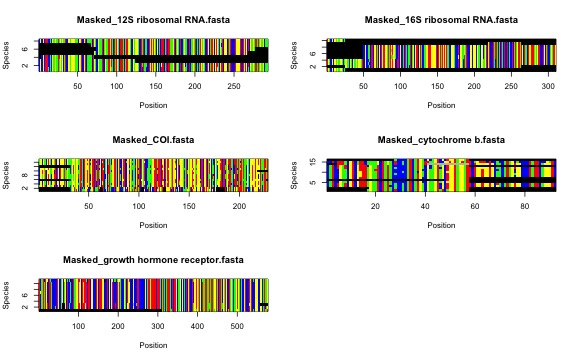 Masked_12S ribosomal RNA.fasta
Species
2
6
50
100
150
200
250
Position
Masked_16S ribosomal RNA.fasta
Species
2
6
50
100
150
200
250
300
Position
Masked_COI.fasta
Species
2
8
50
100
150
200
Position
Masked_cytochrome b.fasta
Species
5
15
20
40
60
80
Position
Masked_growth hormone receptor.fasta
Species
2
6
100
200
300
400
500
Position